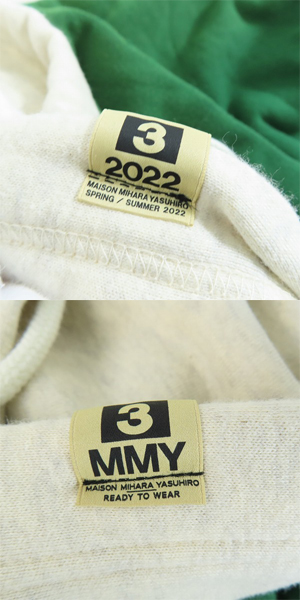 3
2022
MAISON MIHARA YASUHIRO
SPRING / SUMMER 2022
3
MMY
MAISON MIHARA YASUHIRO
READY TO WEAR